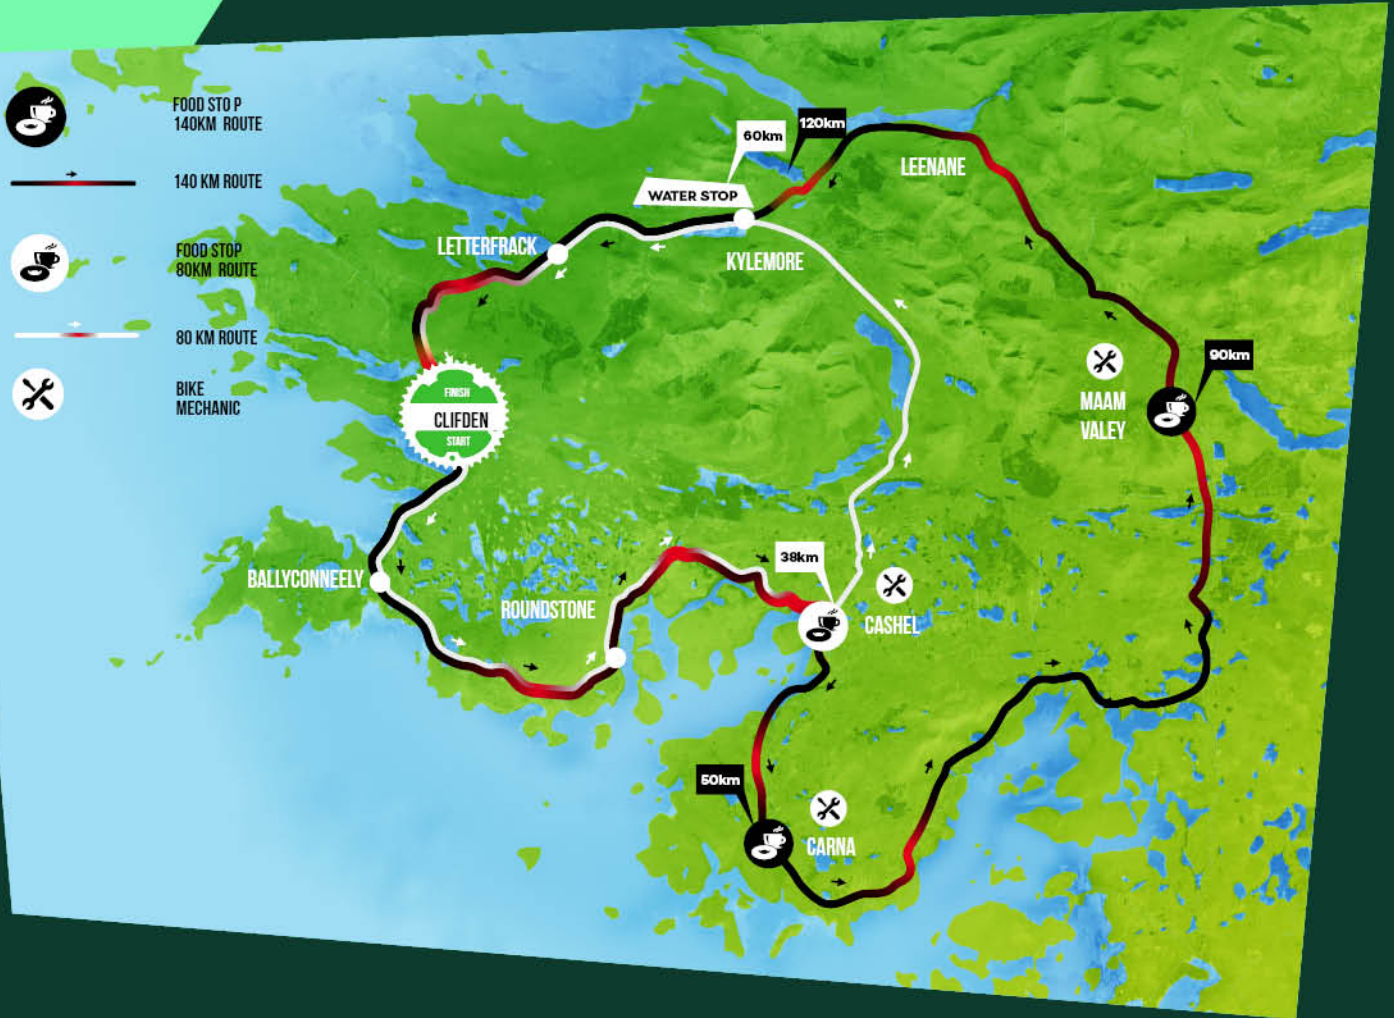 FOOD STO P
140KM ROUTE
140 KM ROUTE
FOOD STOP
80KM ROUTE
80 KM ROUTE
BIKE
MECHANIC
60km
120km
WATER STOP
LEENANE
LETTERFRACK
KYLEMORE
90km
MAAM
VALEY
FINISH
CLIFDEN
START
38km
BALLYCONNEELY
ROUNDSTONE
CASHEL
50km
CARNA